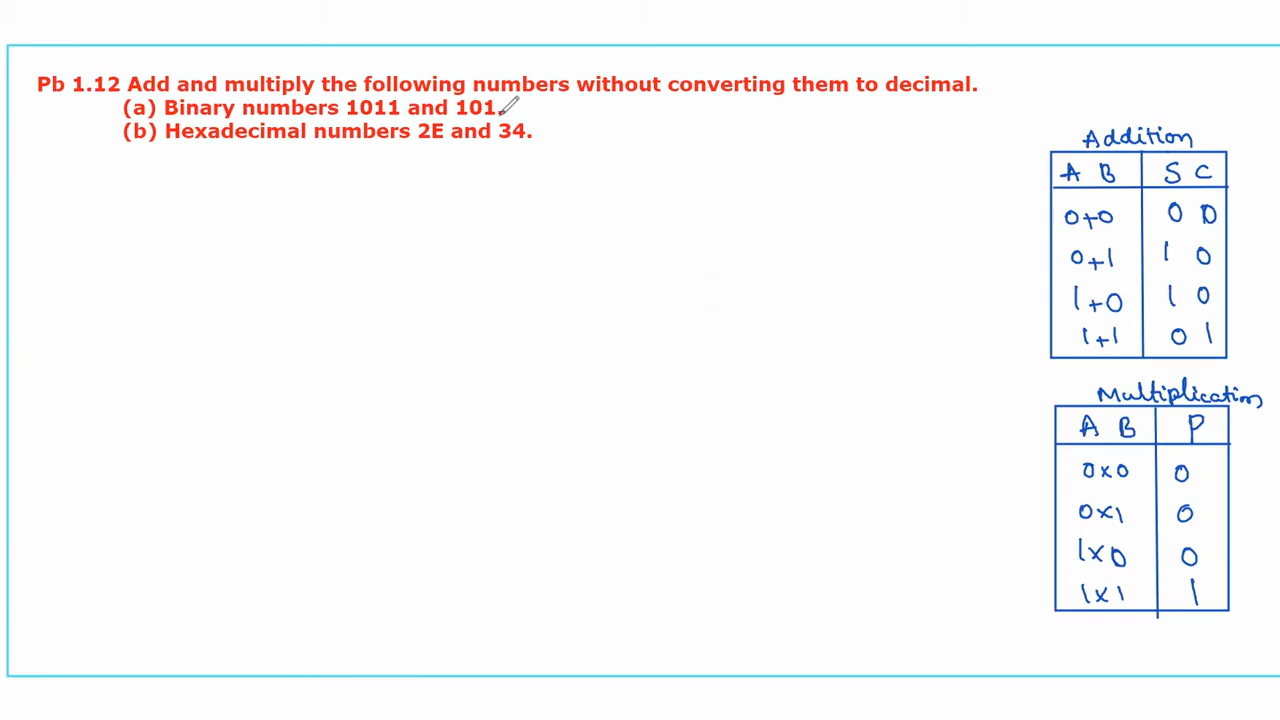 Pb 1.12 Add and multiply the following numbers without converting them to decimal.
(a) Binary numbers 1011 and 101.
(b) Hexadecimal numbers 2E and 34.
Addition
A B S C
0+0 0 0
0+1 1 0
1+0 1 0
1+1 0 1
Multiplication
A B P
0x0 0
0x1 0
1x0 0
1x1 1